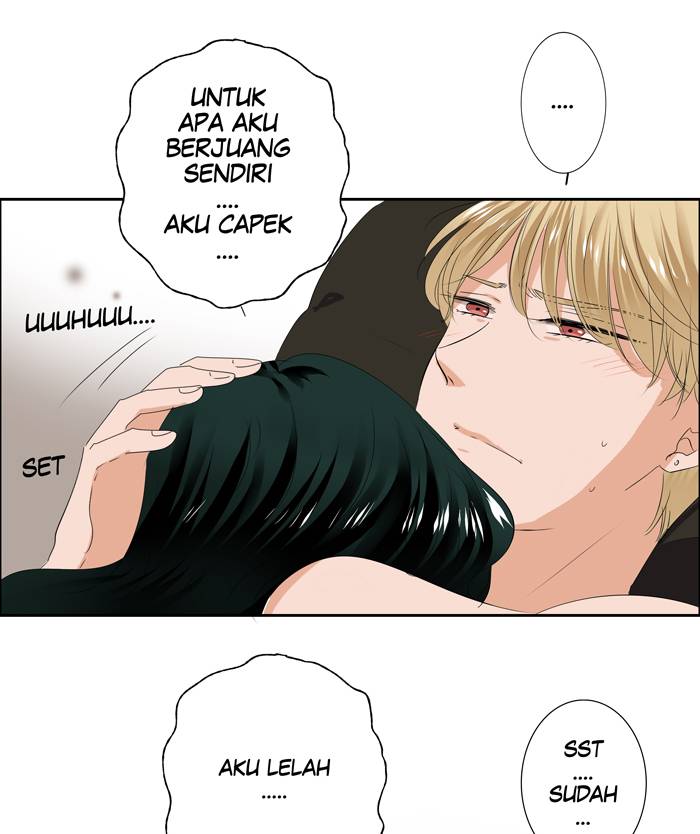 UNTUK
APA AKU
BERJUANG
SENDIRI
....
AKU CAPEK
....
....
UUUHUUU....
SET
AKU LELAH
.....
SST
....
SUDAH
...